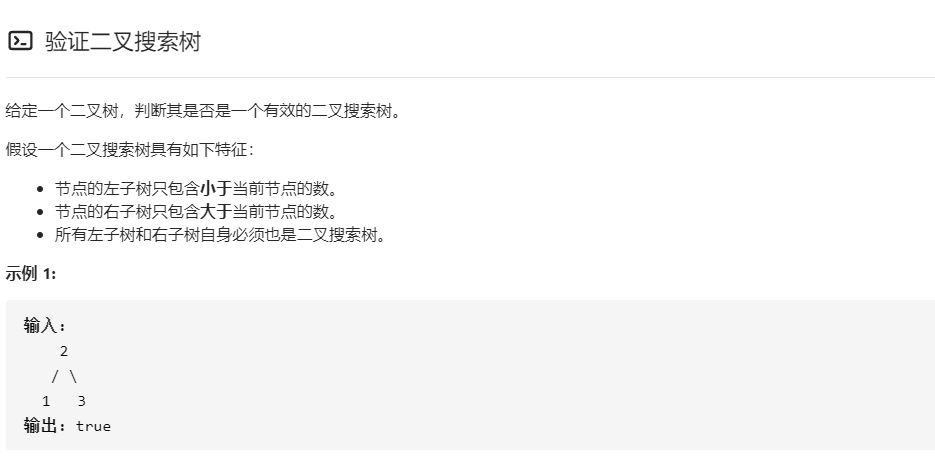 验证二叉搜索树
给定一个二叉树，判断其是否是一个有效的二叉搜索树。
假设一个二叉搜索树具有如下特征：
• 节点的左子树只包含小于当前节点的数。
• 节点的右子树只包含大于当前节点的数。
• 所有左子树和右子树自身必须也是二叉搜索树。
示例 1:
输入:
    2
   / \
  1   3
输出: true